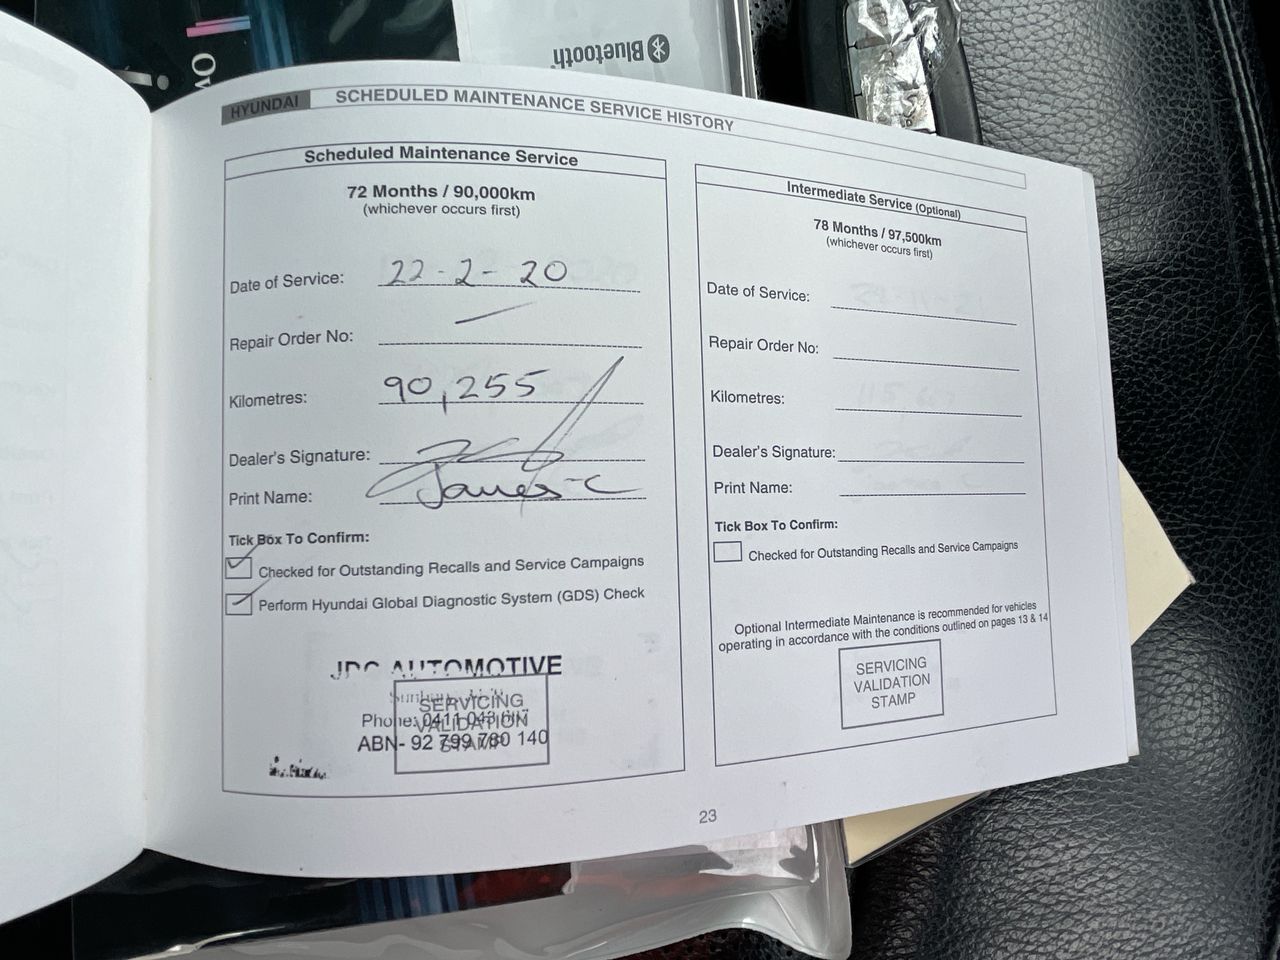 Bluetooth
HYUNDAI SCHEDULED MAINTENANCE SERVICE HISTORY
Scheduled Maintenance Service
72 Months / 90,000km
(whichever occurs first)
Date of Service: 22-2-20
Repair Order No: —
Kilometres: 90,255
Dealer's Signature:
Print Name: James-C
Tick Box To Confirm:
Checked for Outstanding Recalls and Service Campaigns
Perform Hyundai Global Diagnostic System (GDS) Check
JDC AUTOMOTIVE
SERVICING
VALIDATION
STAMP
Phone: 0411 043
ABN- 92 799 780 140
Intermediate Service (Optional)
78 Months / 97,500km
(whichever occurs first)
Date of Service:
Repair Order No:
Kilometres:
Dealer's Signature:
Print Name:
Tick Box To Confirm:
Checked for Outstanding Recalls and Service Campaigns
Optional Intermediate Maintenance is recommended for vehicles
operating in accordance with the conditions outlined on pages 13 & 14
SERVICING
VALIDATION
STAMP
23